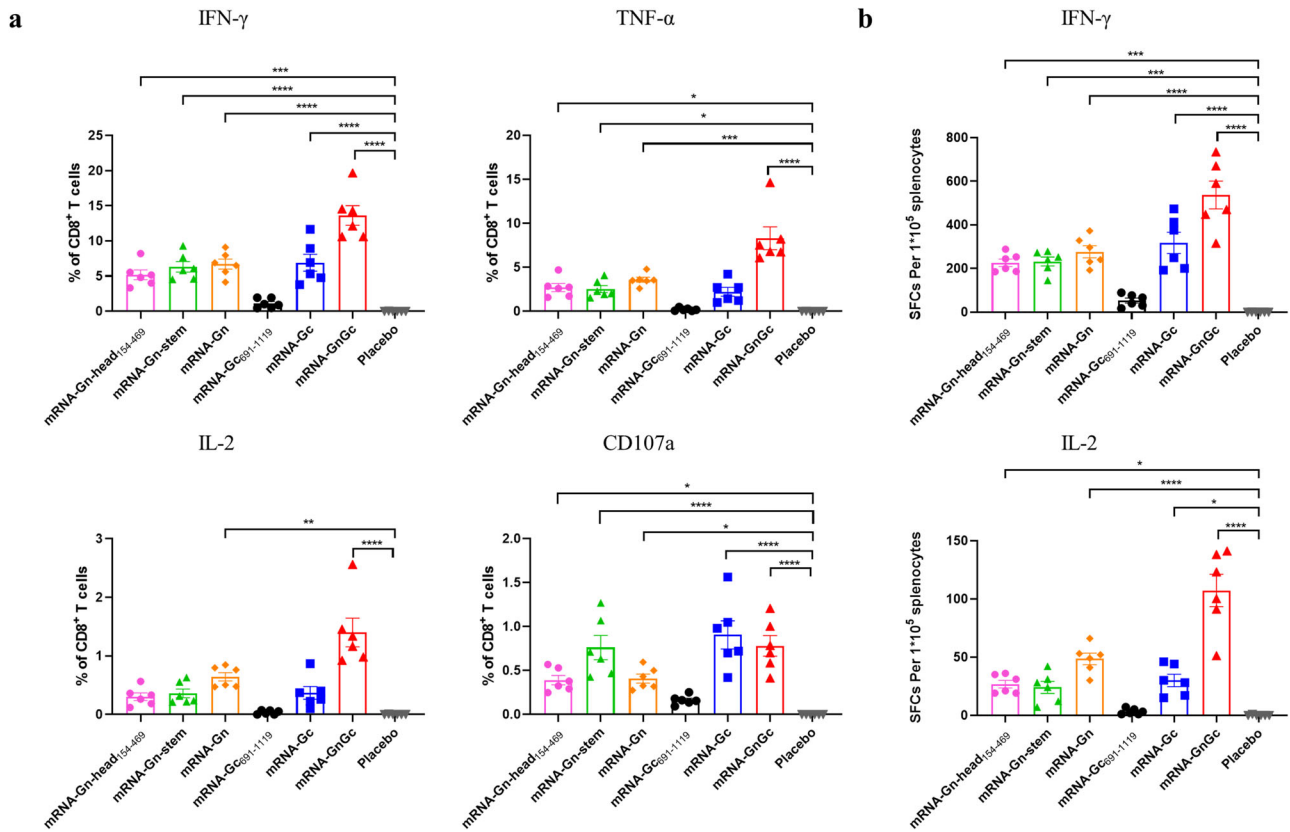 a
IFN-γ
***
****
****
****
****
% of CD8⁺ T cells
25
20
15
10
5
0
mRNA-Gn-head154-469
mRNA-Gn-stem
mRNA-Gn
mRNA-Gc691-1119
mRNA-Gc
mRNA-GnGc
Placebo
TNF-α
*
*
***
****
% of CD8⁺ T cells
20
15
10
5
0
mRNA-Gn-head154-469
mRNA-Gn-stem
mRNA-Gn
mRNA-Gc691-1119
mRNA-Gc
mRNA-GnGc
Placebo
b
IFN-γ
***
***
****
****
****
SFCs Per 1*10⁵ splenocytes
800
600
400
200
0
mRNA-Gn-head154-469
mRNA-Gn-stem
mRNA-Gn
mRNA-Gc691-1119
mRNA-Gc
mRNA-GnGc
Placebo
IL-2
**
****
% of CD8⁺ T cells
3
2
1
0
mRNA-Gn-head154-469
mRNA-Gn-stem
mRNA-Gn
mRNA-Gc691-1119
mRNA-Gc
mRNA-GnGc
Placebo
CD107a
*
****
*
****
****
% of CD8⁺ T cells
2.0
1.5
1.0
0.5
0.0
mRNA-Gn-head154-469
mRNA-Gn-stem
mRNA-Gn
mRNA-Gc691-1119
mRNA-Gc
mRNA-GnGc
Placebo
IL-2
*
****
*
****
SFCs Per 1*10⁵ splenocytes
150
100
50
0
mRNA-Gn-head154-469
mRNA-Gn-stem
mRNA-Gn
mRNA-Gc691-1119
mRNA-Gc
mRNA-GnGc
Placebo